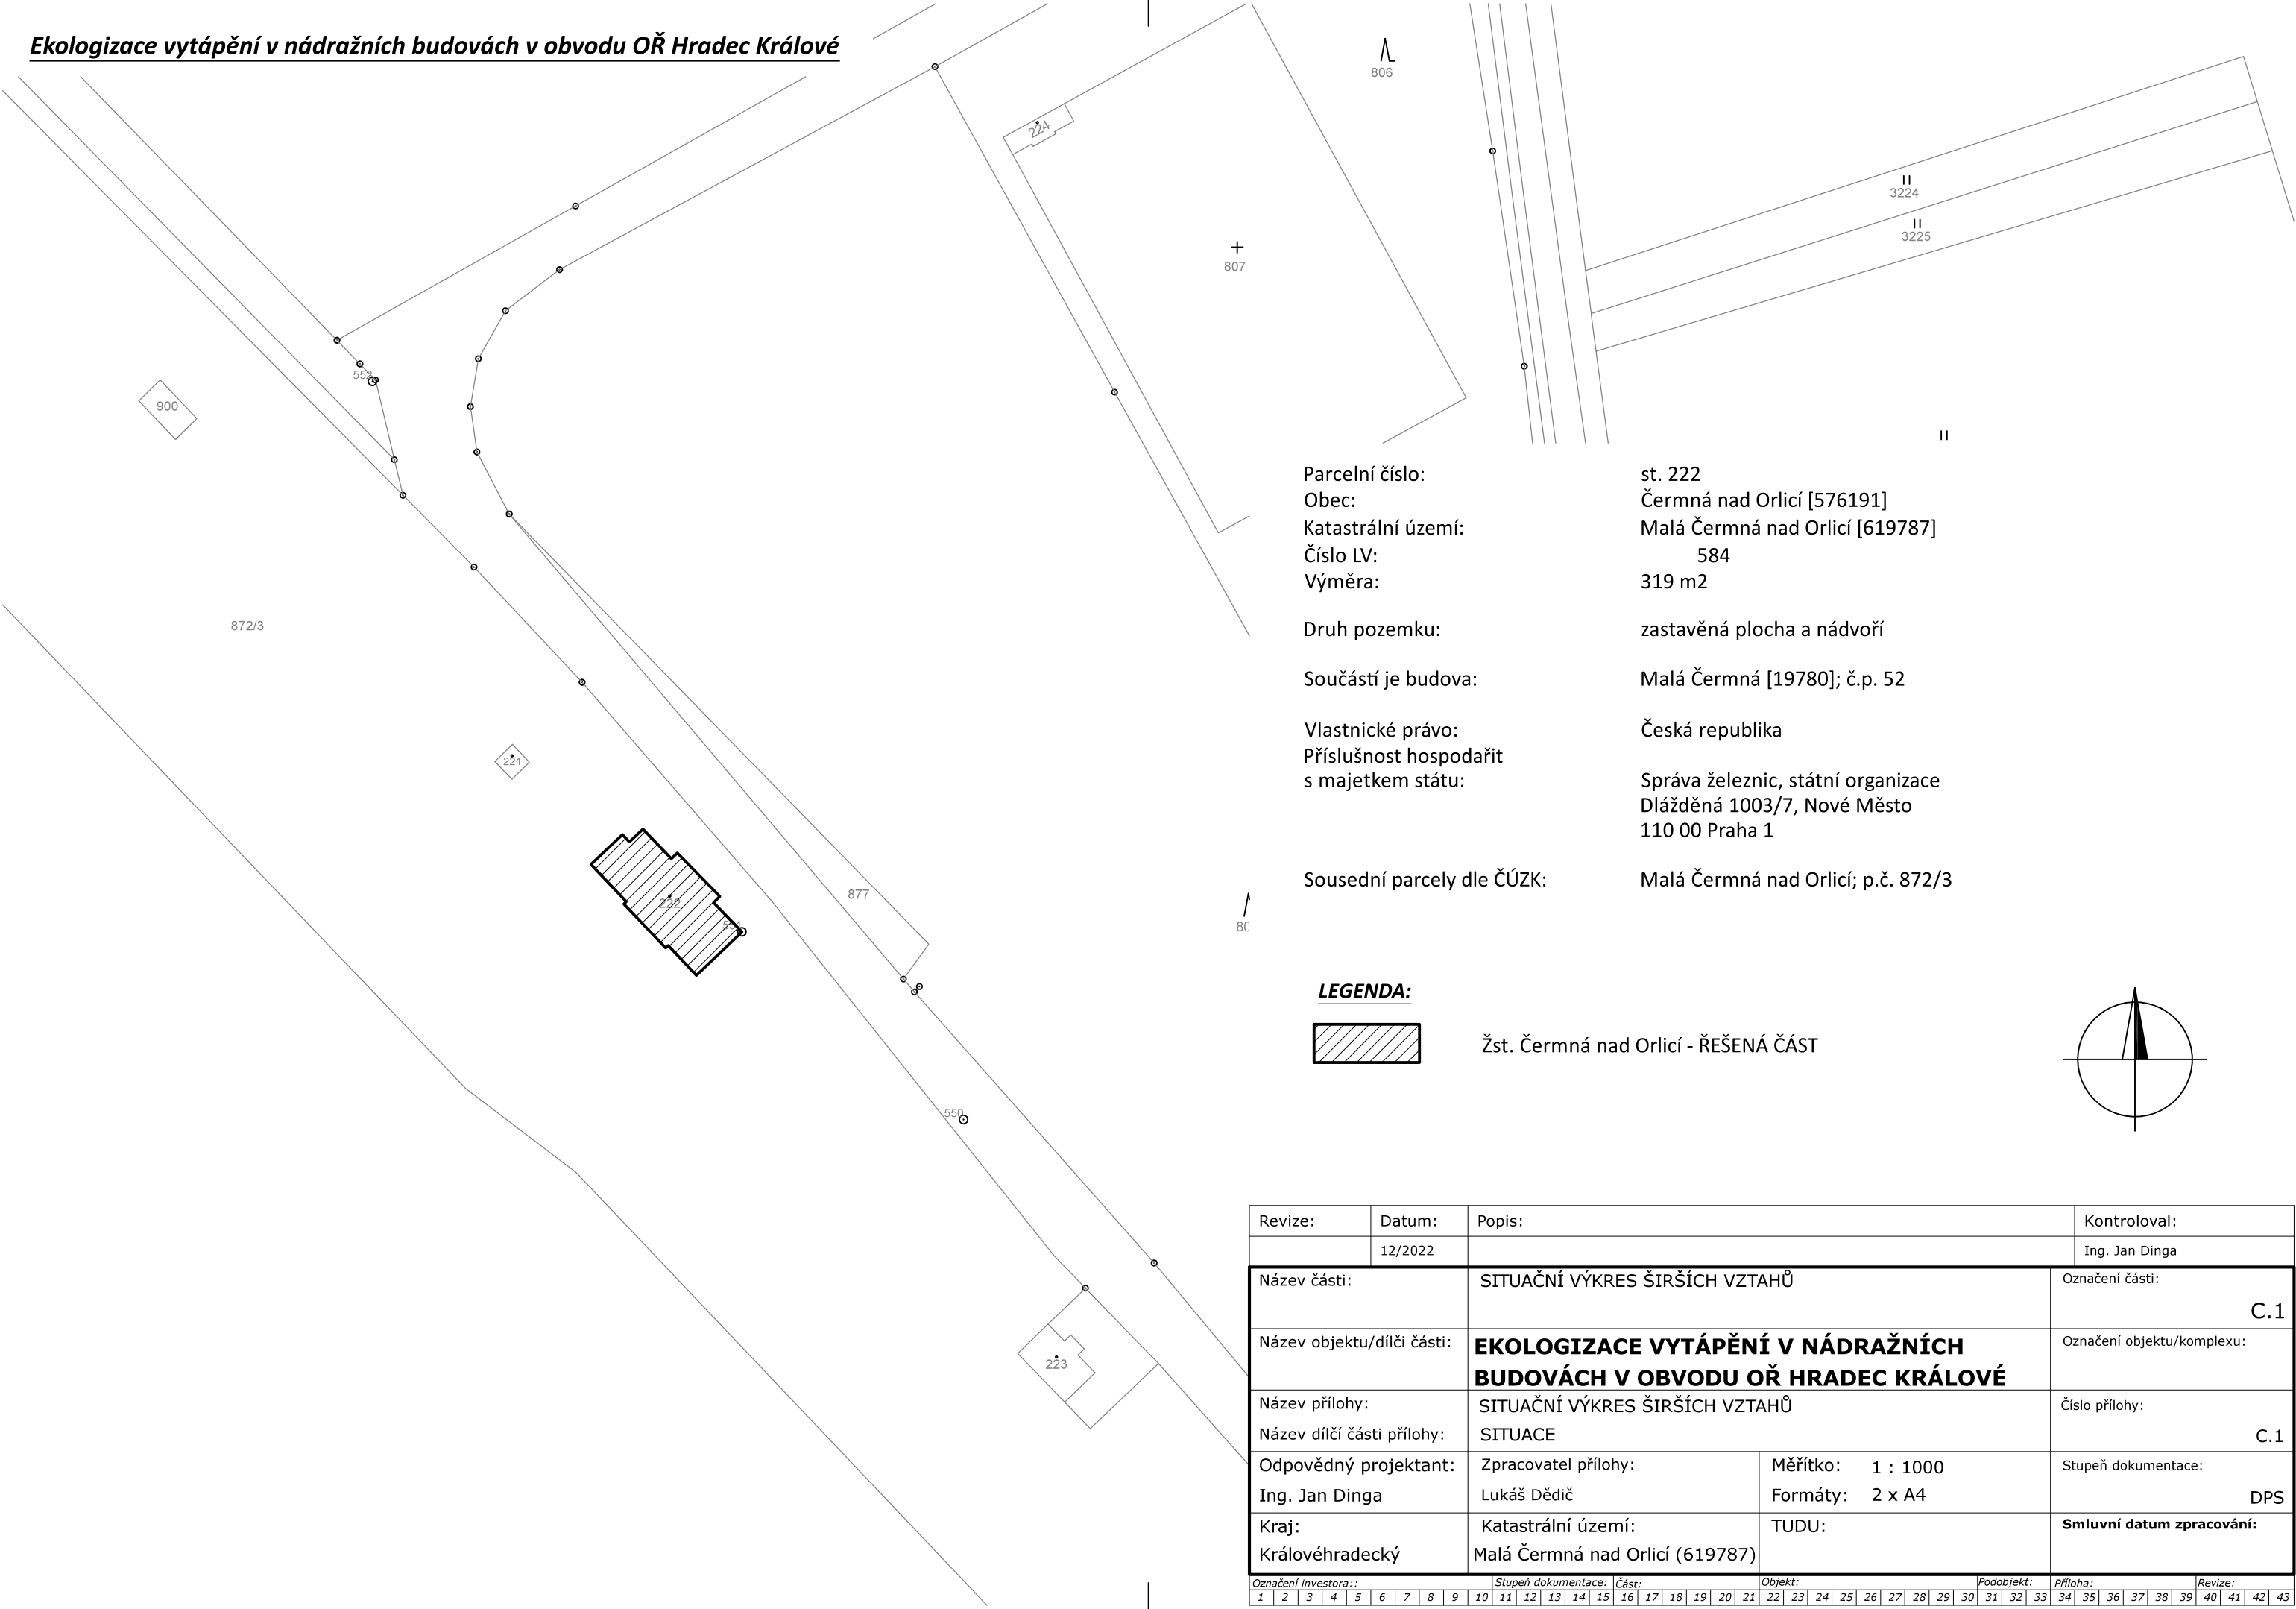 Ekologizace vytápění v nádražních budovách v obvodu OŘ Hradec Králové
806
224
3224
3225
807
552
900
872/3
221
222
551
877
80
550
223
Parcelní číslo: st. 222
Obec: Čermná nad Orlicí [576191]
Katastrální území: Malá Čermná nad Orlicí [619787]
Číslo LV: 584
Výměra: 319 m2
Druh pozemku: zastavěná plocha a nádvoří
Součástí je budova: Malá Čermná [19780]; č.p. 52
Vlastnické právo: Česká republika
Příslušnost hospodařit
s majetkem státu: Správa železnic, státní organizace
Dlážděná 1003/7, Nové Město
110 00 Praha 1
Sousední parcely dle ČÚZK: Malá Čermná nad Orlicí; p.č. 872/3
LEGENDA:
Žst. Čermná nad Orlicí - ŘEŠENÁ ČÁST
Revize: Datum: Popis: Kontroloval:
12/2022 Ing. Jan Dinga
Název části: SITUAČNÍ VÝKRES ŠIRŠÍCH VZTAHŮ Označení části:
C.1
Název objektu/dílči části: EKOLOGIZACE VYTÁPĚNÍ V NÁDRAŽNÍCH Označení objektu/komplexu:
BUDOVÁCH V OBVODU OŘ HRADEC KRÁLOVÉ
Název přílohy: SITUAČNÍ VÝKRES ŠIRŠÍCH VZTAHŮ Číslo přílohy:
Název dílčí části přílohy: SITUACE C.1
Odpovědný projektant: Zpracovatel přílohy: Měřítko: 1 : 1000 Stupeň dokumentace:
Ing. Jan Dinga Lukáš Dědič Formáty: 2 x A4 DPS
Kraj: Katastrální území: TUDU: Smluvní datum zpracování:
Královéhradecký Malá Čermná nad Orlicí (619787)
Označení investora:: Stupeň dokumentace: Část: Objekt: Podobjekt: Příloha: Revize:
1 2 3 4 5 6 7 8 9 10 11 12 13 14 15 16 17 18 19 20 21 22 23 24 25 26 27 28 29 30 31 32 33 34 35 36 37 38 39 40 41 42 43